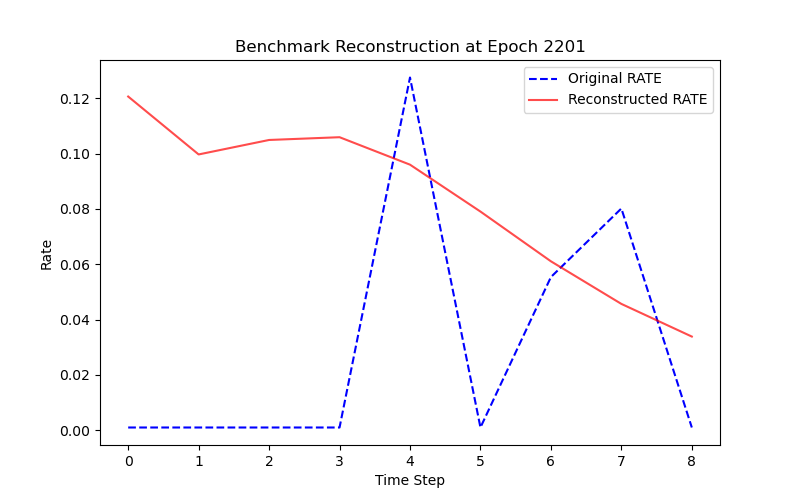 Benchmark Reconstruction at Epoch 2201
Original RATE
Reconstructed RATE
0.12
0.10
0.08
0.06
0.04
0.02
0.00
Rate
0 1 2 3 4 5 6 7 8
Time Step